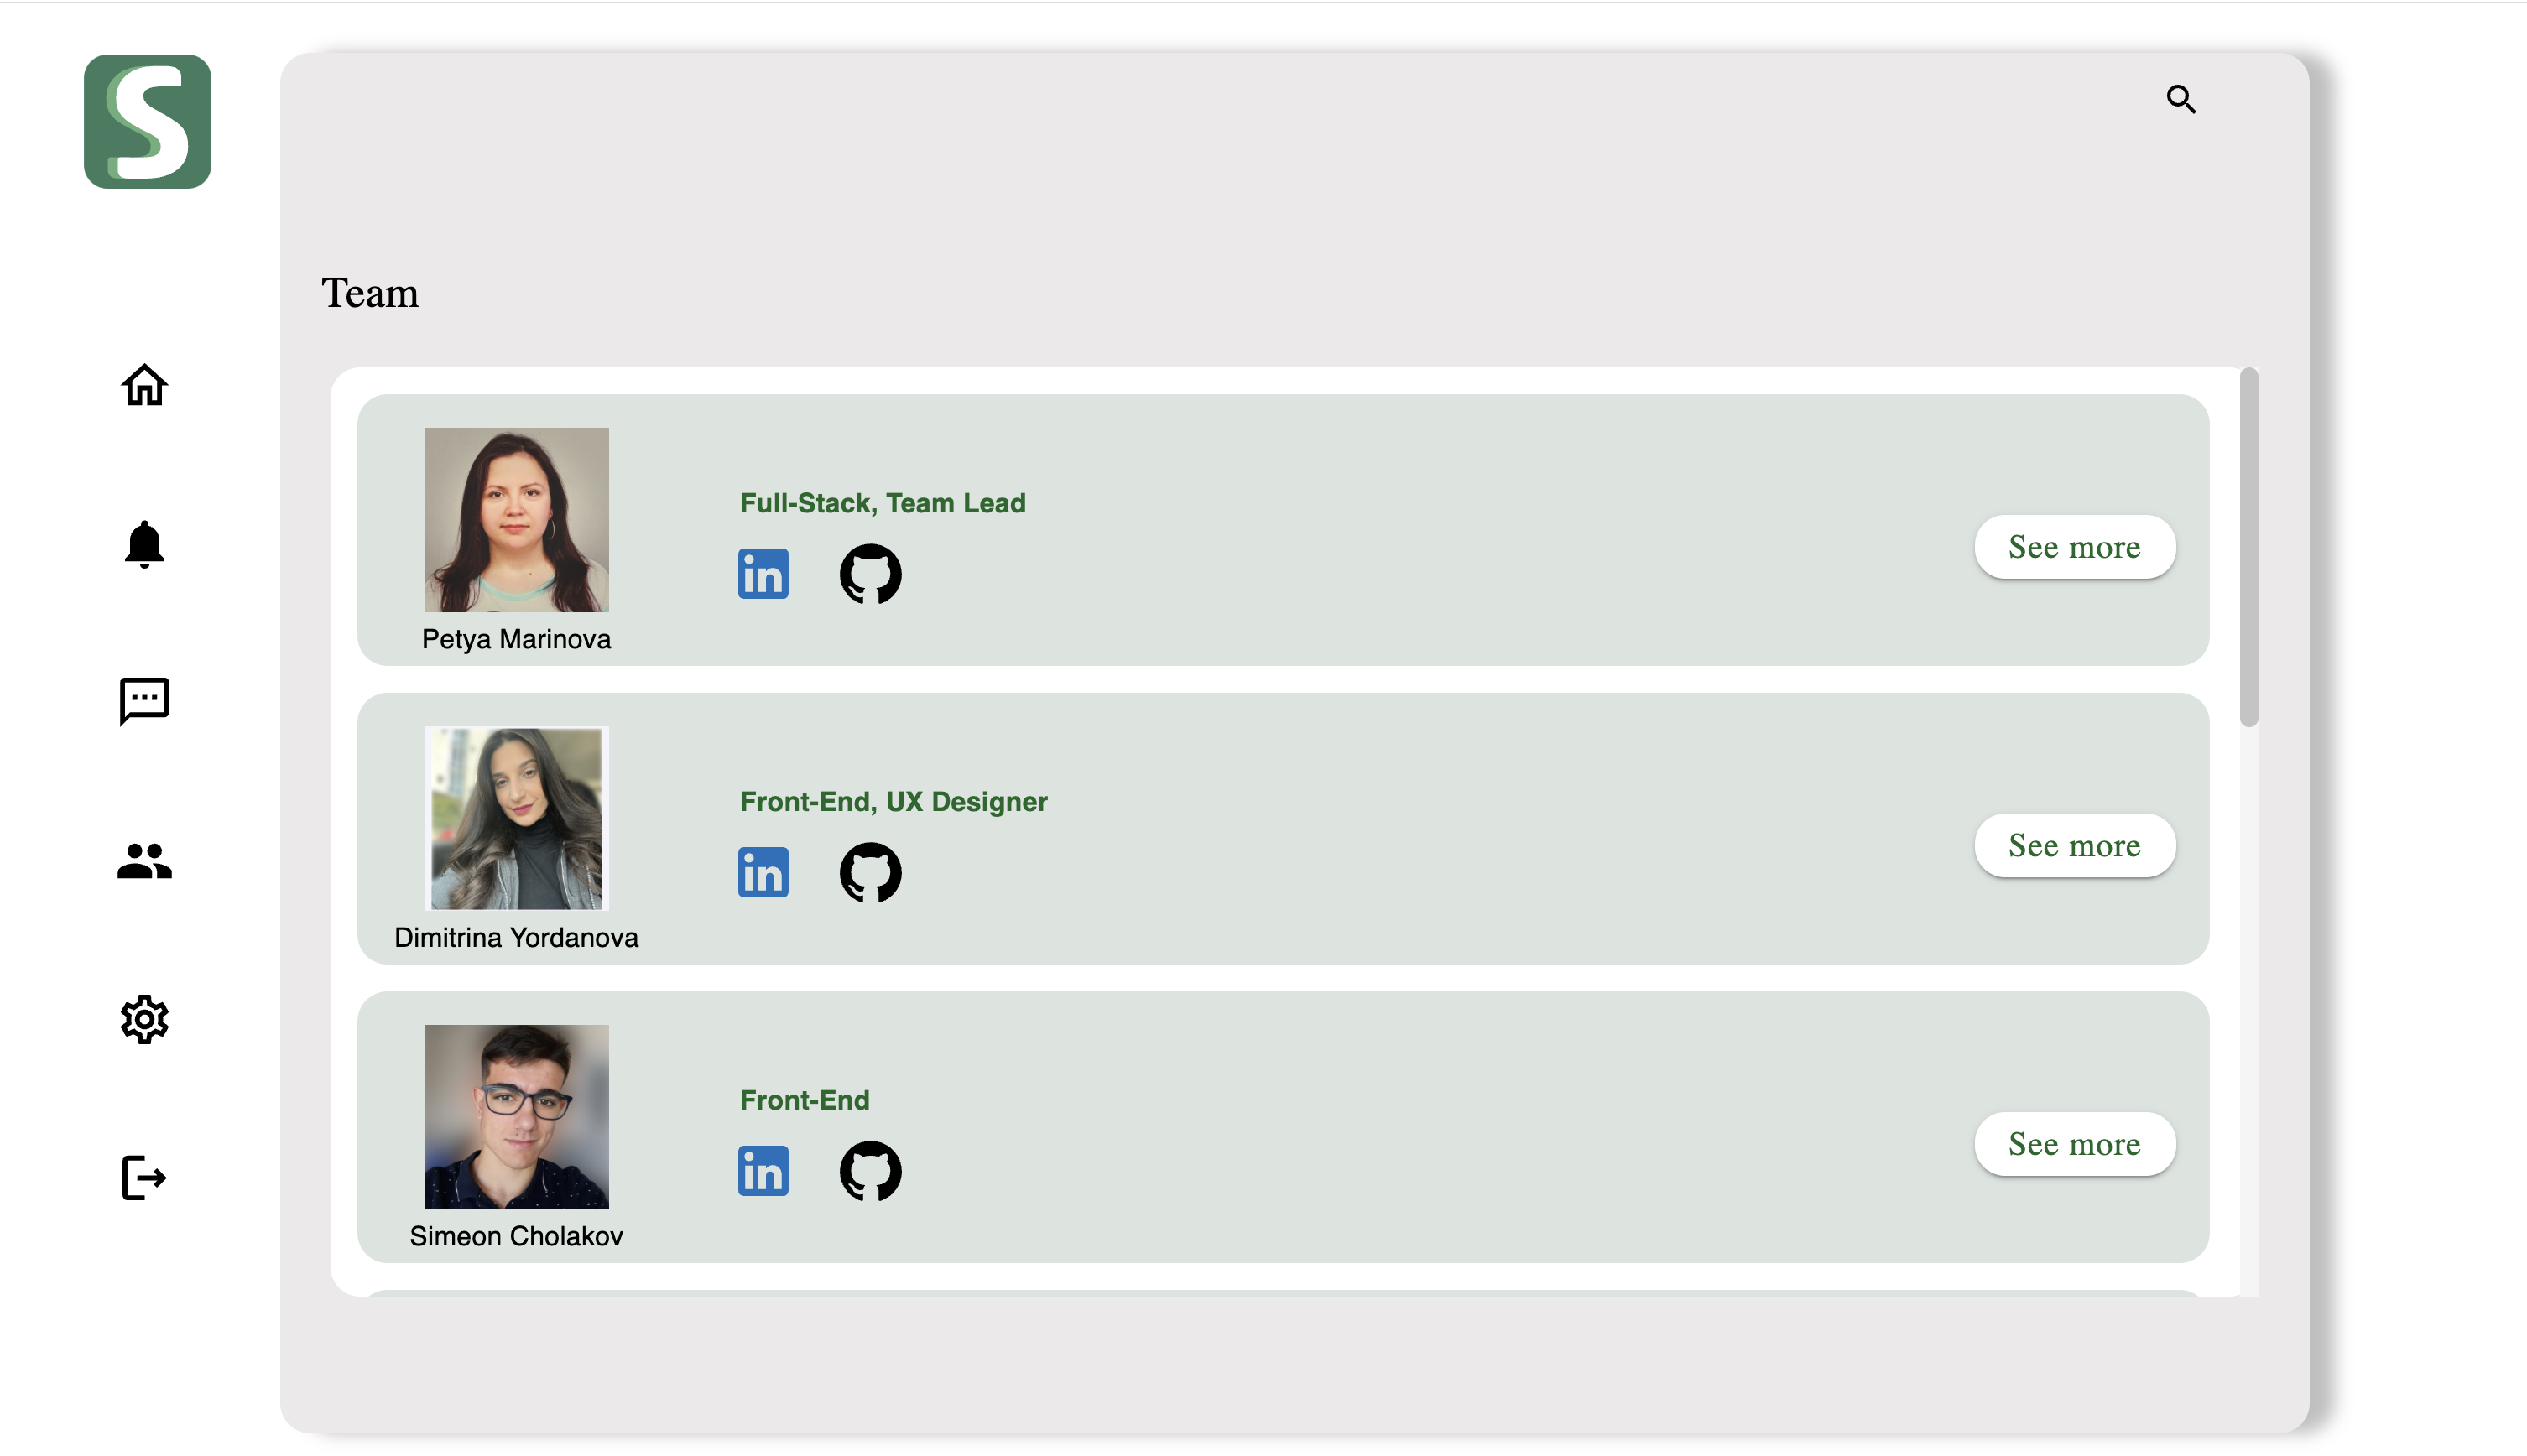 S
Team
Full-Stack, Team Lead
in
See more
Petya Marinova
Front-End, UX Designer
in
See more
Dimitrina Yordanova
Front-End
in
See more
Simeon Cholakov